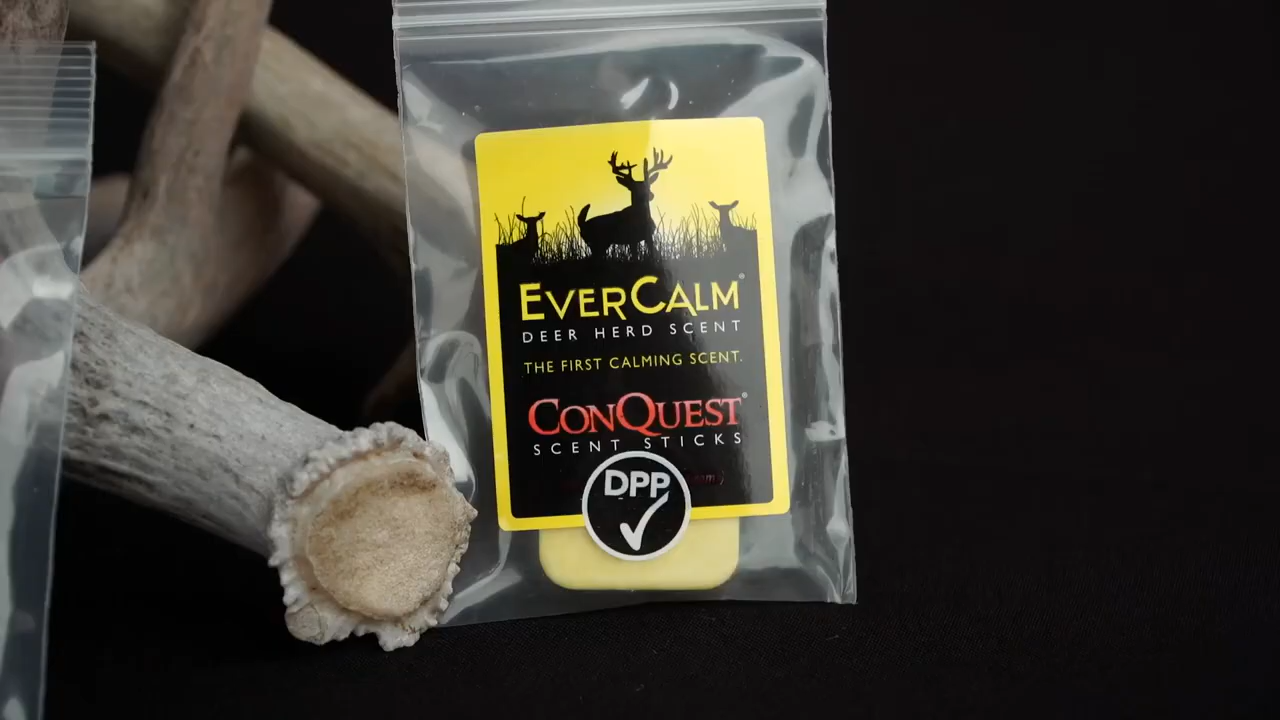 EVERCALM®
DEER HERD SCENT
THE FIRST CALMING SCENT.
CONQUEST®
SCENT STICKS
DPP